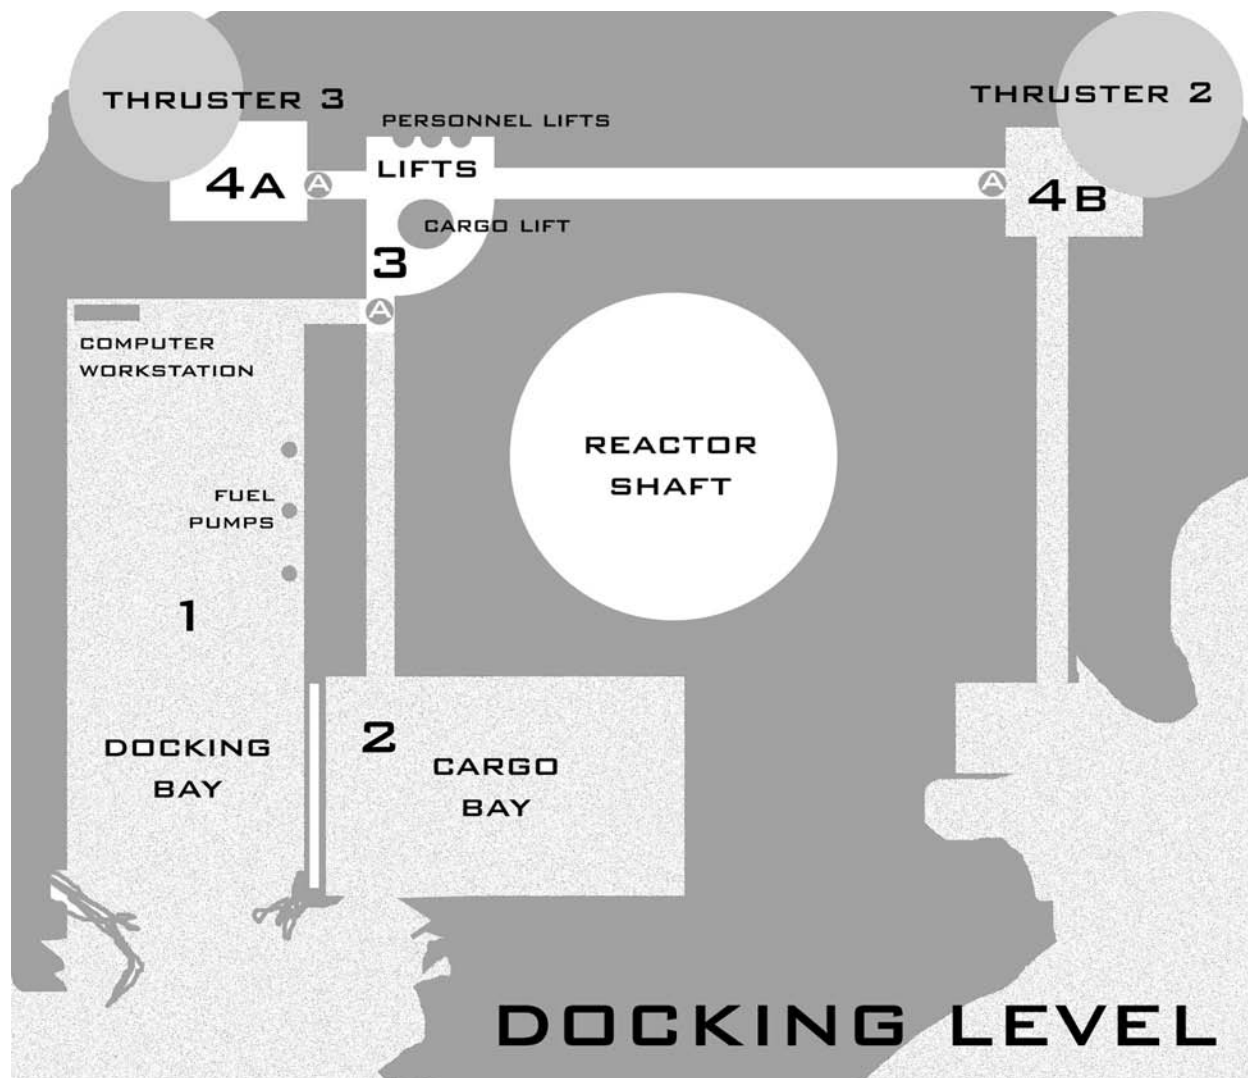 THRUSTER 3
THRUSTER 2
PERSONNEL LIFTS
LIFTS
4A
A
A
4B
CARGO LIFT
3
A
COMPUTER
WORKSTATION
REACTOR
SHAFT
FUEL
PUMPS
1
2
DOCKING
BAY
CARGO
BAY
DOCKING LEVEL